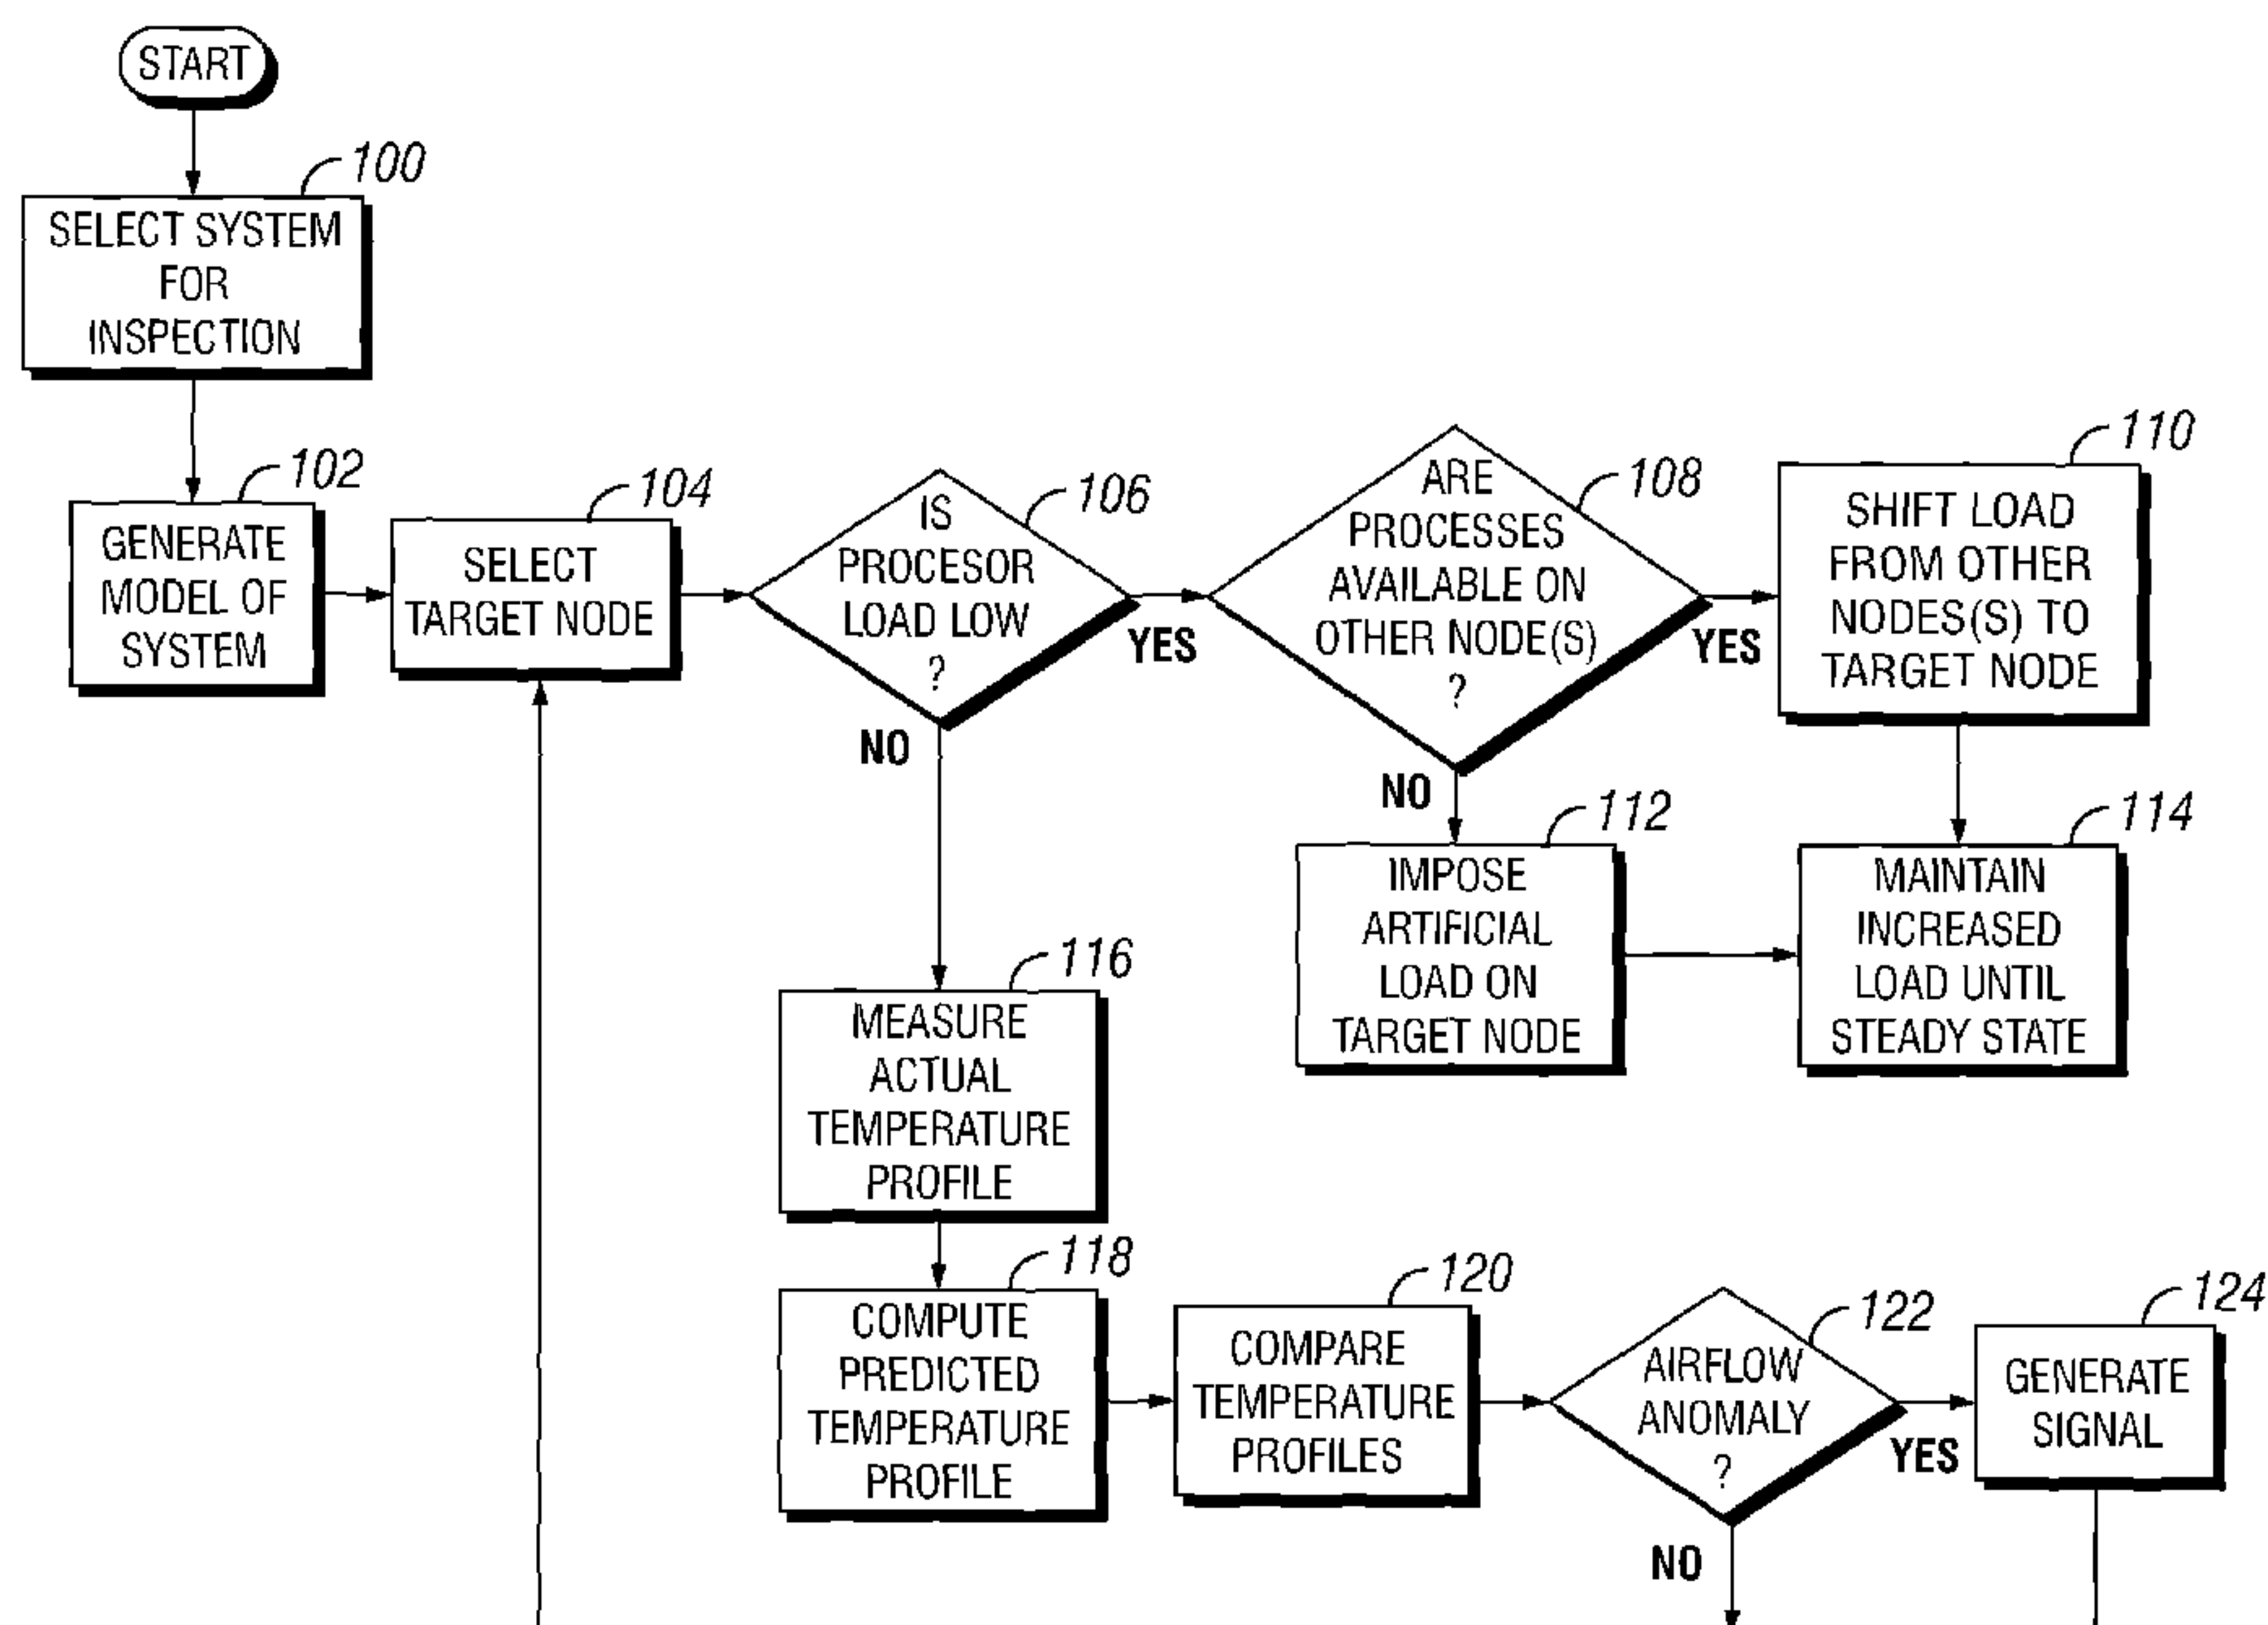 START
100
SELECT SYSTEM
FOR
INSPECTION
102
GENERATE
MODEL OF
SYSTEM
104
SELECT
TARGET NODE
106
IS
PROCESOR
LOAD LOW
?
YES
NO
108
ARE
PROCESSES
AVAILABLE ON
OTHER NODE(S)
?
YES
NO
110
SHIFT LOAD
FROM OTHER
NODES(S) TO
TARGET NODE
112
IMPOSE
ARTIFICIAL
LOAD ON
TARGET NODE
114
MAINTAIN
INCREASED
LOAD UNTIL
STEADY STATE
116
MEASURE
ACTUAL
TEMPERATURE
PROFILE
118
COMPUTE
PREDICTED
TEMPERATURE
PROFILE
120
COMPARE
TEMPERATURE
PROFILES
122
AIRFLOW
ANOMALY
?
YES
NO
124
GENERATE
SIGNAL